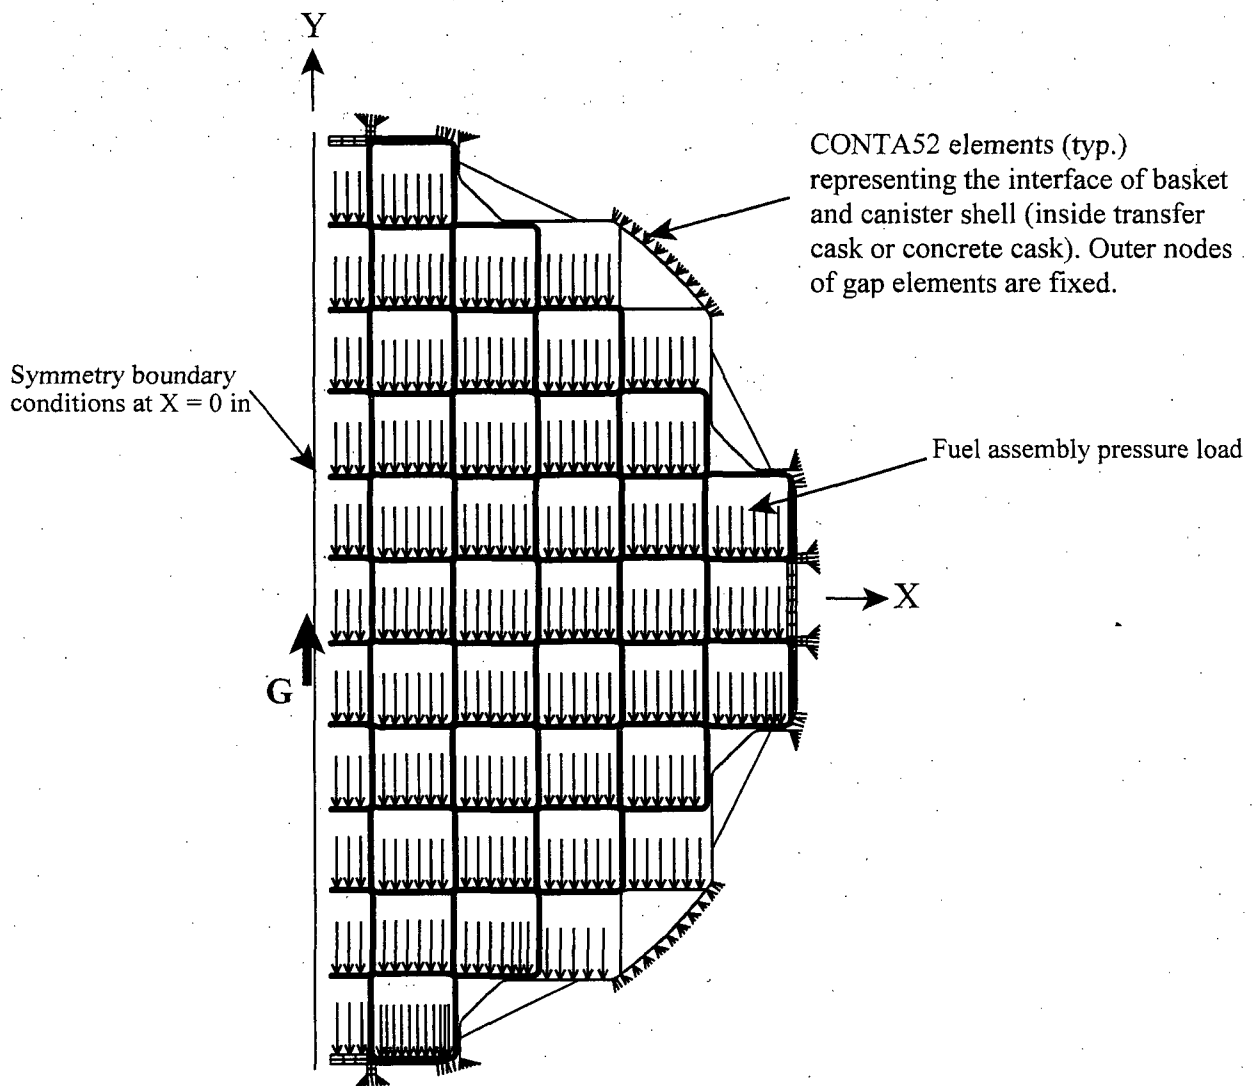 Y
CONTA52 elements (typ.)
representing the interface of basket
and canister shell (inside transfer
cask or concrete cask). Outer nodes
of gap elements are fixed.
Symmetry boundary
conditions at X = 0 in
Fuel assembly pressure load
X
G